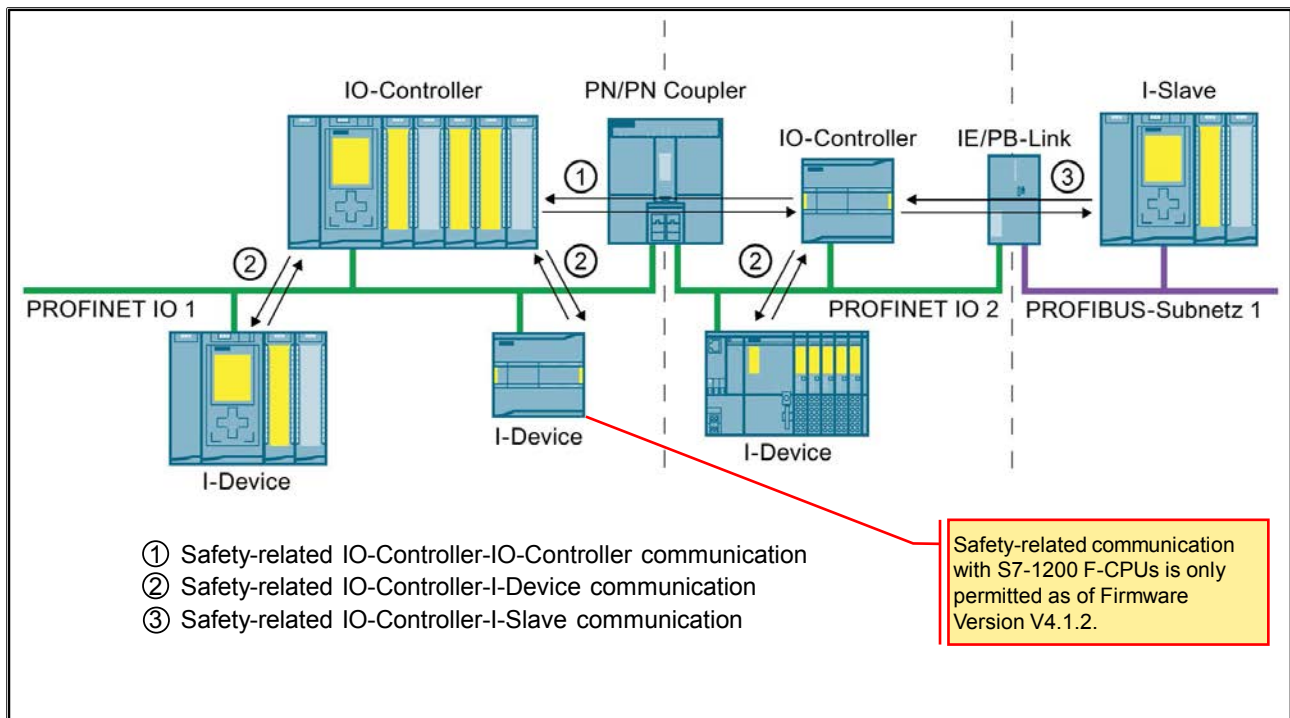 IO-Controller
PN/PN Coupler
I-Slave
IO-Controller
IE/PB-Link
①
③
②
②
②
PROFINET IO 1
PROFINET IO 2
PROFIBUS-Subnetz 1
I-Device
I-Device
I-Device
① Safety-related IO-Controller-IO-Controller communication
② Safety-related IO-Controller-I-Device communication
③ Safety-related IO-Controller-I-Slave communication
Safety-related communication
with S7-1200 F-CPUs is only
permitted as of Firmware
Version V4.1.2.